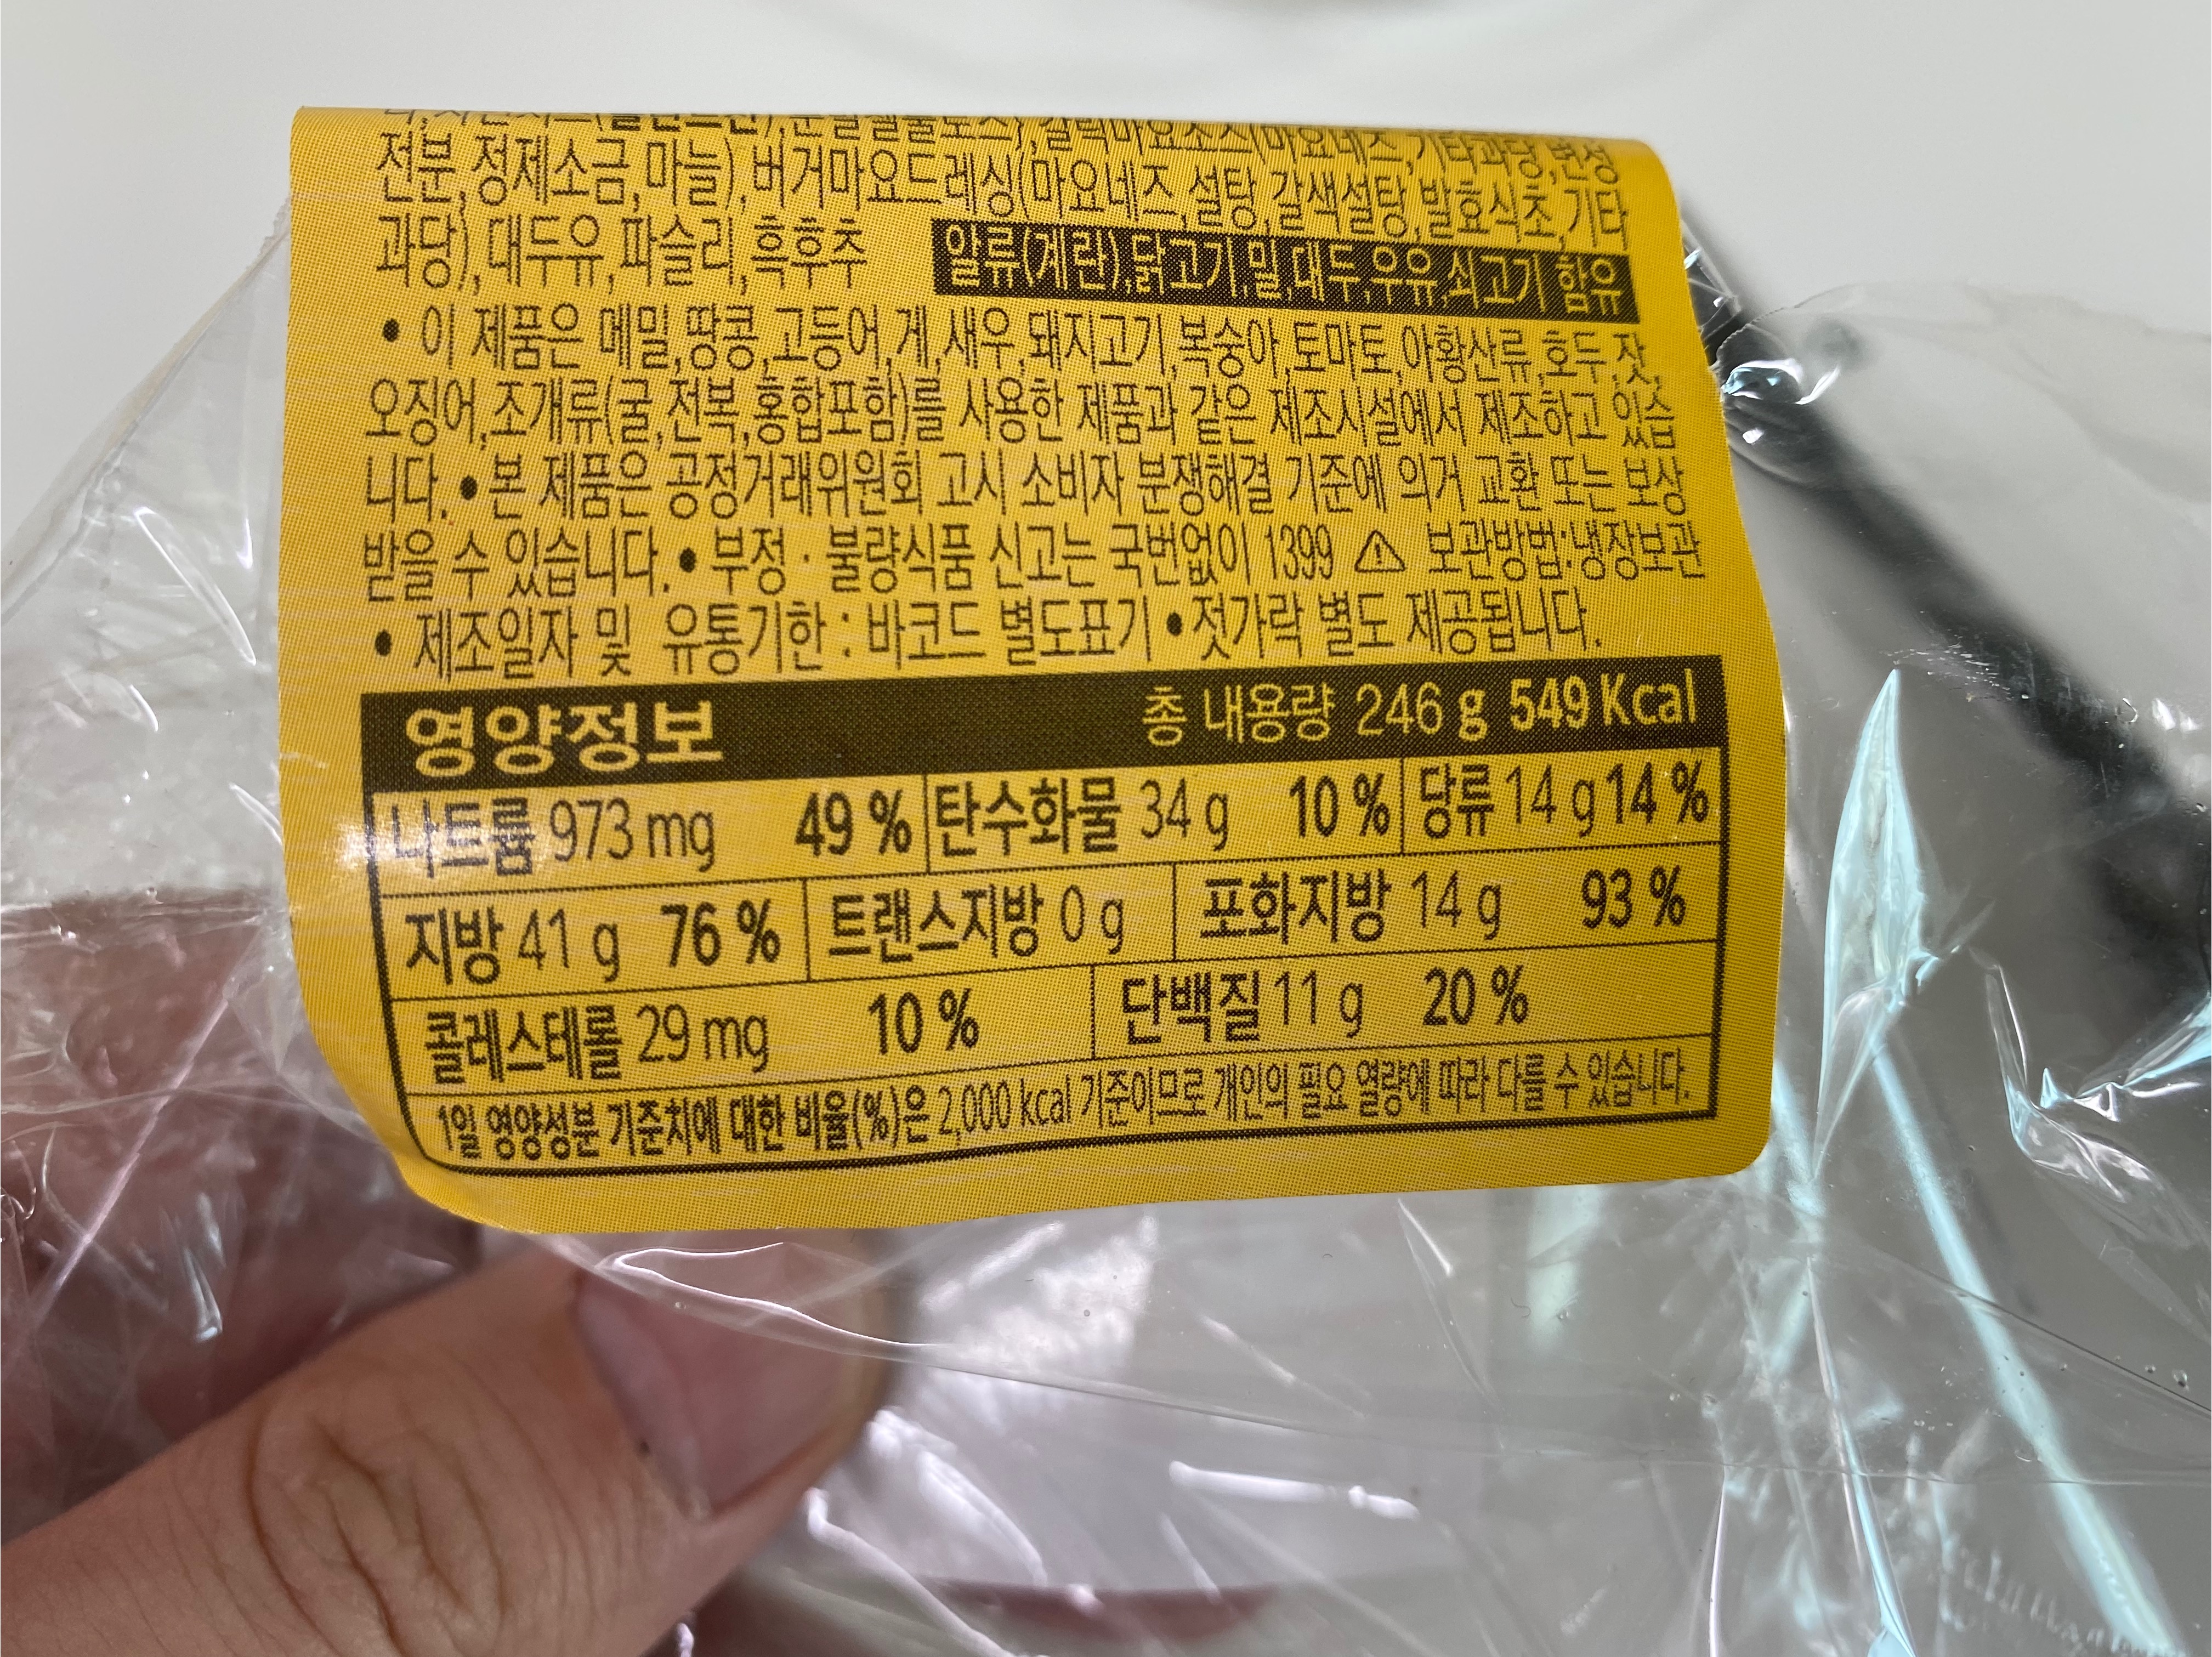 갈릭마요소스(마요네즈,기타과당,변성
전분,정제소금,마늘),버거마요드레싱(마요네즈,설탕,갈색설탕,발효식초,기타
과당),대두유,파슬리,흑후추 알류(계란),닭고기,밀,대두,우유,쇠고기 함유
• 이 제품은 메밀,땅콩,고등어,게,새우,돼지고기,복숭아,토마토,아황산류,호두,잣,
오징어,조개류(굴,전복,홍합포함)를 사용한 제품과 같은 제조시설에서 제조하고 있습
니다. • 본 제품은 공정거래위원회 고시 소비자 분쟁해결 기준에 의거 교환 또는 보상
받을 수 있습니다. • 부정 · 불량식품 신고는 국번없이 1399 ⚠ 보관방법:냉장보관
• 제조일자 및 유통기한 : 바코드 별도표기 • 젓가락 별도 제공됩니다.
영양정보 총 내용량 246 g 549 Kcal
나트륨 973 mg 49 % 탄수화물 34 g 10 % 당류 14 g 14 %
지방 41 g 76 % 트랜스지방 0 g 포화지방 14 g 93 %
콜레스테롤 29 mg 10 % 단백질 11 g 20 %
1일 영양성분 기준치에 대한 비율(%)은 2,000 kcal 기준이므로 개인의 필요 열량에 따라 다를 수 있습니다.